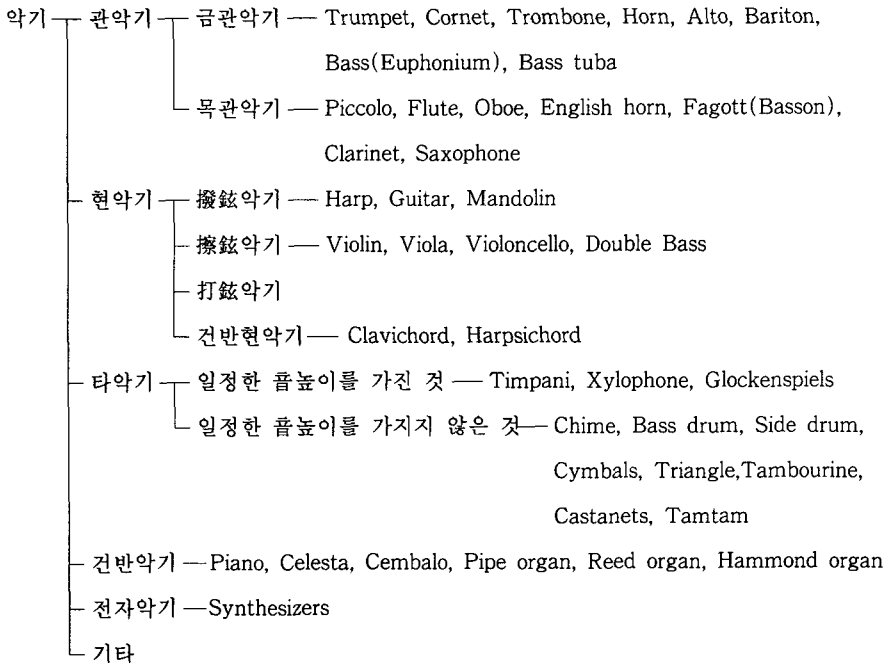 악기 관악기 금관악기 Trumpet, Cornet, Trombone, Horn, Alto, Bariton,
Bass(Euphonium), Bass tuba
목관악기 Piccolo, Flute, Oboe, English horn, Fagott(Basson),
Clarinet, Saxophone
현악기 撥鉉악기 Harp, Guitar, Mandolin
擦鉉악기 Violin, Viola, Violoncello, Double Bass
打鉉악기
건반현악기 Clavichord, Harpsichord
타악기 일정한 音높이를 가진 것 Timpani, Xylophone, Glockenspiels
일정한 音높이를 가지지 않은 것 Chime, Bass drum, Side drum,
Cymbals, Triangle,Tambourine,
Castanets, Tamtam
건반악기 Piano, Celesta, Cembalo, Pipe organ, Reed organ, Hammond organ
전자악기 Synthesizers
기타